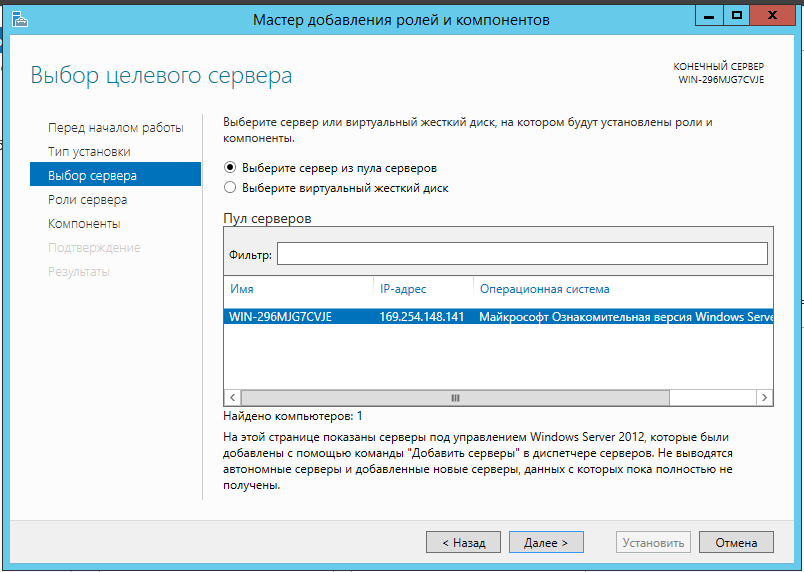 Мастер добавления ролей и компонентов
Выбор целевого сервера
КОНЕЧНЫЙ СЕРВЕР
WIN-296MJG7CVJE
Перед началом работы
Тип установки
Выбор сервера
Роли сервера
Компоненты
Подтверждение
Результаты
Выберите сервер или виртуальный жесткий диск, на котором будут установлены роли и
компоненты.
Выберите сервер из пула серверов
Выберите виртуальный жесткий диск
Пул серверов
Фильтр:
Имя IP-адрес Операционная система
WIN-296MJG7CVJE 169.254.148.141 Майкрософт Ознакомительная версия Windows Serve
Найдено компьютеров: 1
На этой странице показаны серверы под управлением Windows Server 2012, которые были
добавлены с помощью команды "Добавить серверы" в диспетчере серверов. Не выводятся
автономные серверы и добавленные новые серверы, данных с которых пока полностью не
получены.
< Назад Далее > Установить Отмена